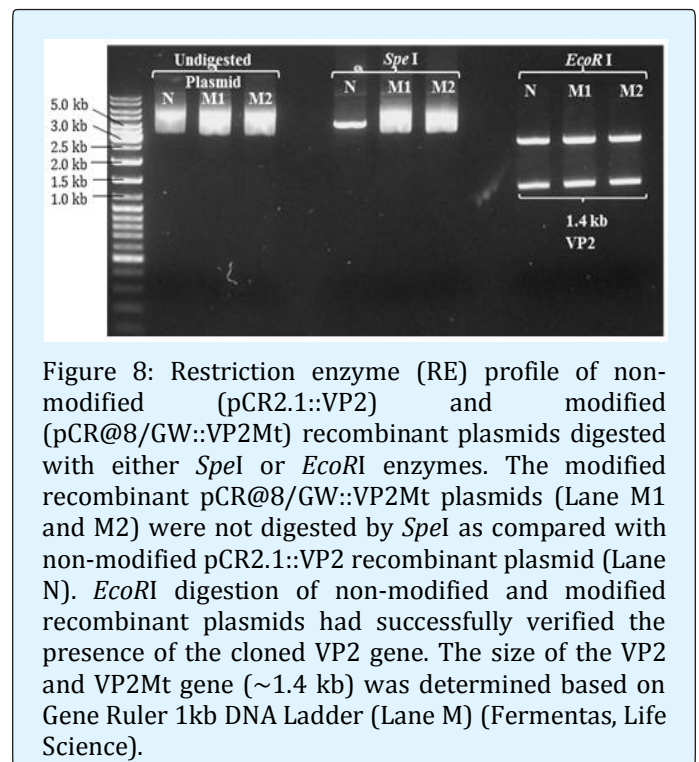 Undigested
Plasmid
N M1 M2
Spe I
N M1 M2
EcoR I
N M1 M2
5.0 kb
3.0 kb
2.5 kb
2.0 kb
1.5 kb
1.0 kb
1.4 kb
VP2
Figure 8: Restriction enzyme (RE) profile of non-
modified (pCR2.1::VP2) and modified
(pCR@8/GW::VP2Mt) recombinant plasmids digested
with either SpeI or EcoRI enzymes. The modified
recombinant pCR@8/GW::VP2Mt plasmids (Lane M1
and M2) were not digested by SpeI as compared with
non-modified pCR2.1::VP2 recombinant plasmid (Lane
N). EcoRI digestion of non-modified and modified
recombinant plasmids had successfully verified the
presence of the cloned VP2 gene. The size of the VP2
and VP2Mt gene (~1.4 kb) was determined based on
Gene Ruler 1kb DNA Ladder (Lane M) (Fermentas, Life
Science).